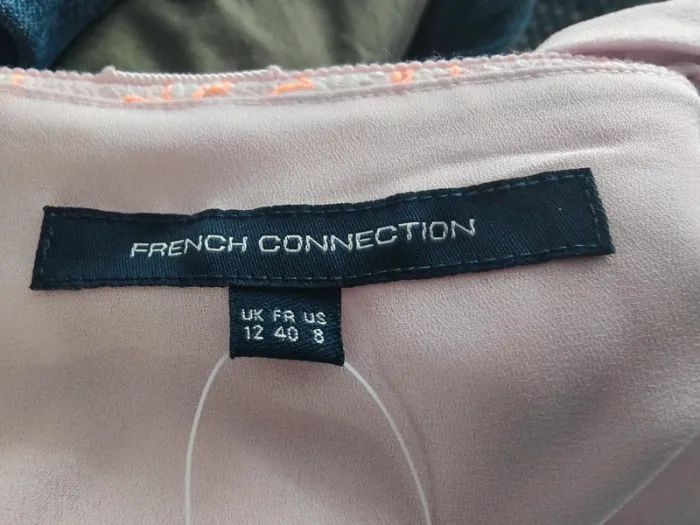 FRENCH CONNECTION
UK FR US
12 40 8